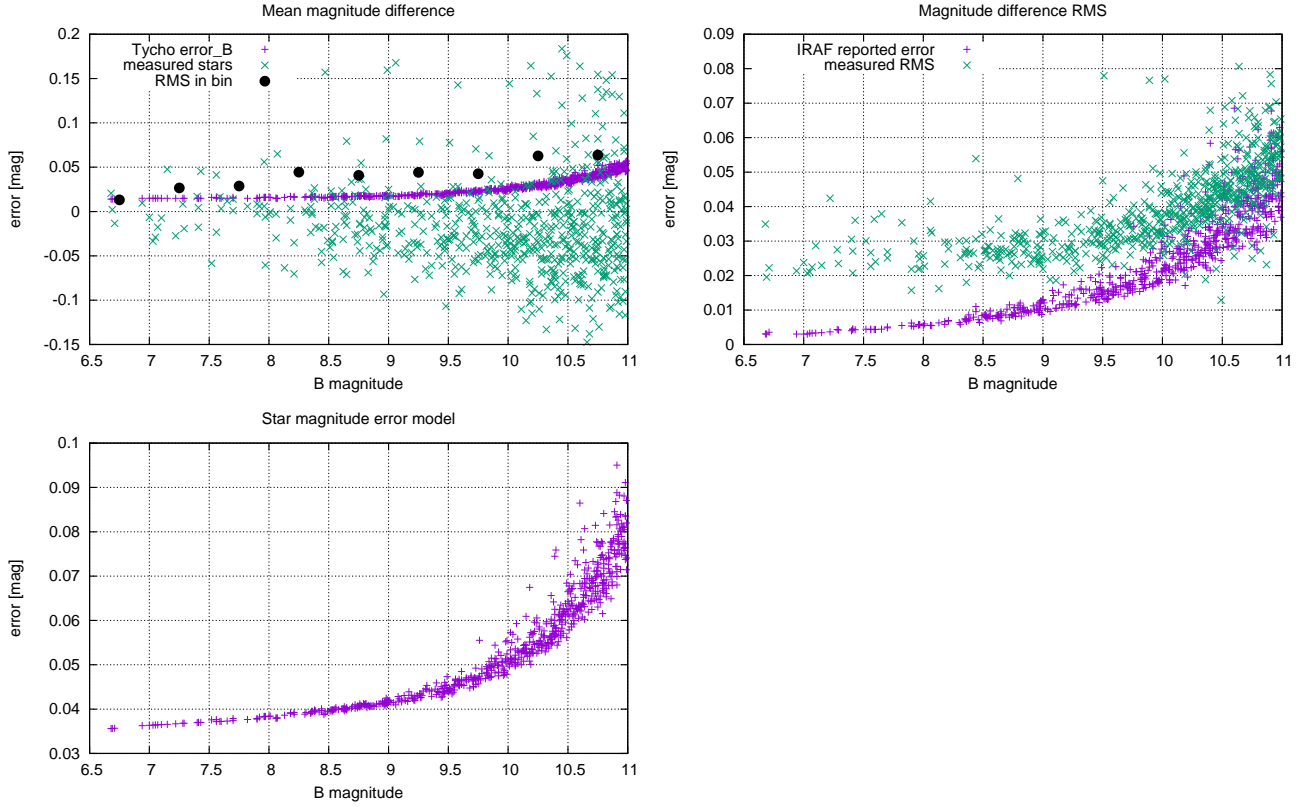 Mean magnitude difference
0.2
0.15
0.1
0.05
0
-0.05
-0.1
-0.15
error [mag]
Tycho error_B
measured stars
RMS in bin
6.5 7 7.5 8 8.5 9 9.5 10 10.5 11
B magnitude
Magnitude difference RMS
0.09
0.08
0.07
0.06
0.05
0.04
0.03
0.02
0.01
0
error [mag]
IRAF reported error
measured RMS
6.5 7 7.5 8 8.5 9 9.5 10 10.5 11
B magnitude
Star magnitude error model
0.1
0.09
0.08
0.07
0.06
0.05
0.04
0.03
error [mag]
6.5 7 7.5 8 8.5 9 9.5 10 10.5 11
B magnitude